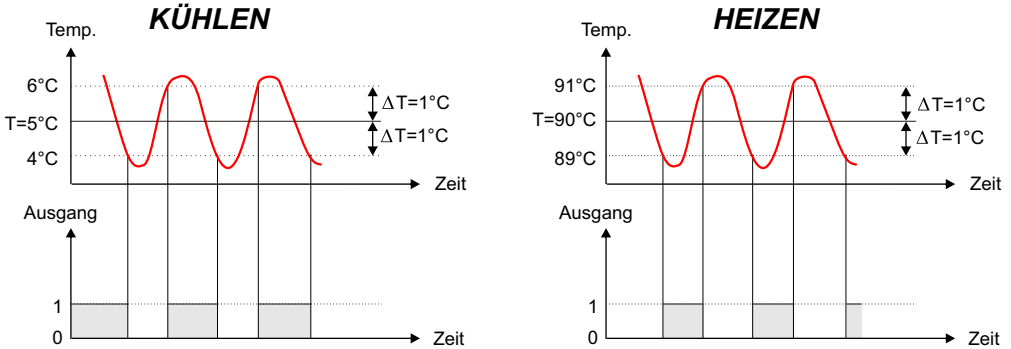 KÜHLEN
Temp.
6°C
T=5°C
4°C
ΔT=1°C
ΔT=1°C
Zeit
Ausgang
1
0
Zeit
HEIZEN
Temp.
91°C
T=90°C
89°C
ΔT=1°C
ΔT=1°C
Zeit
Ausgang
1
0
Zeit